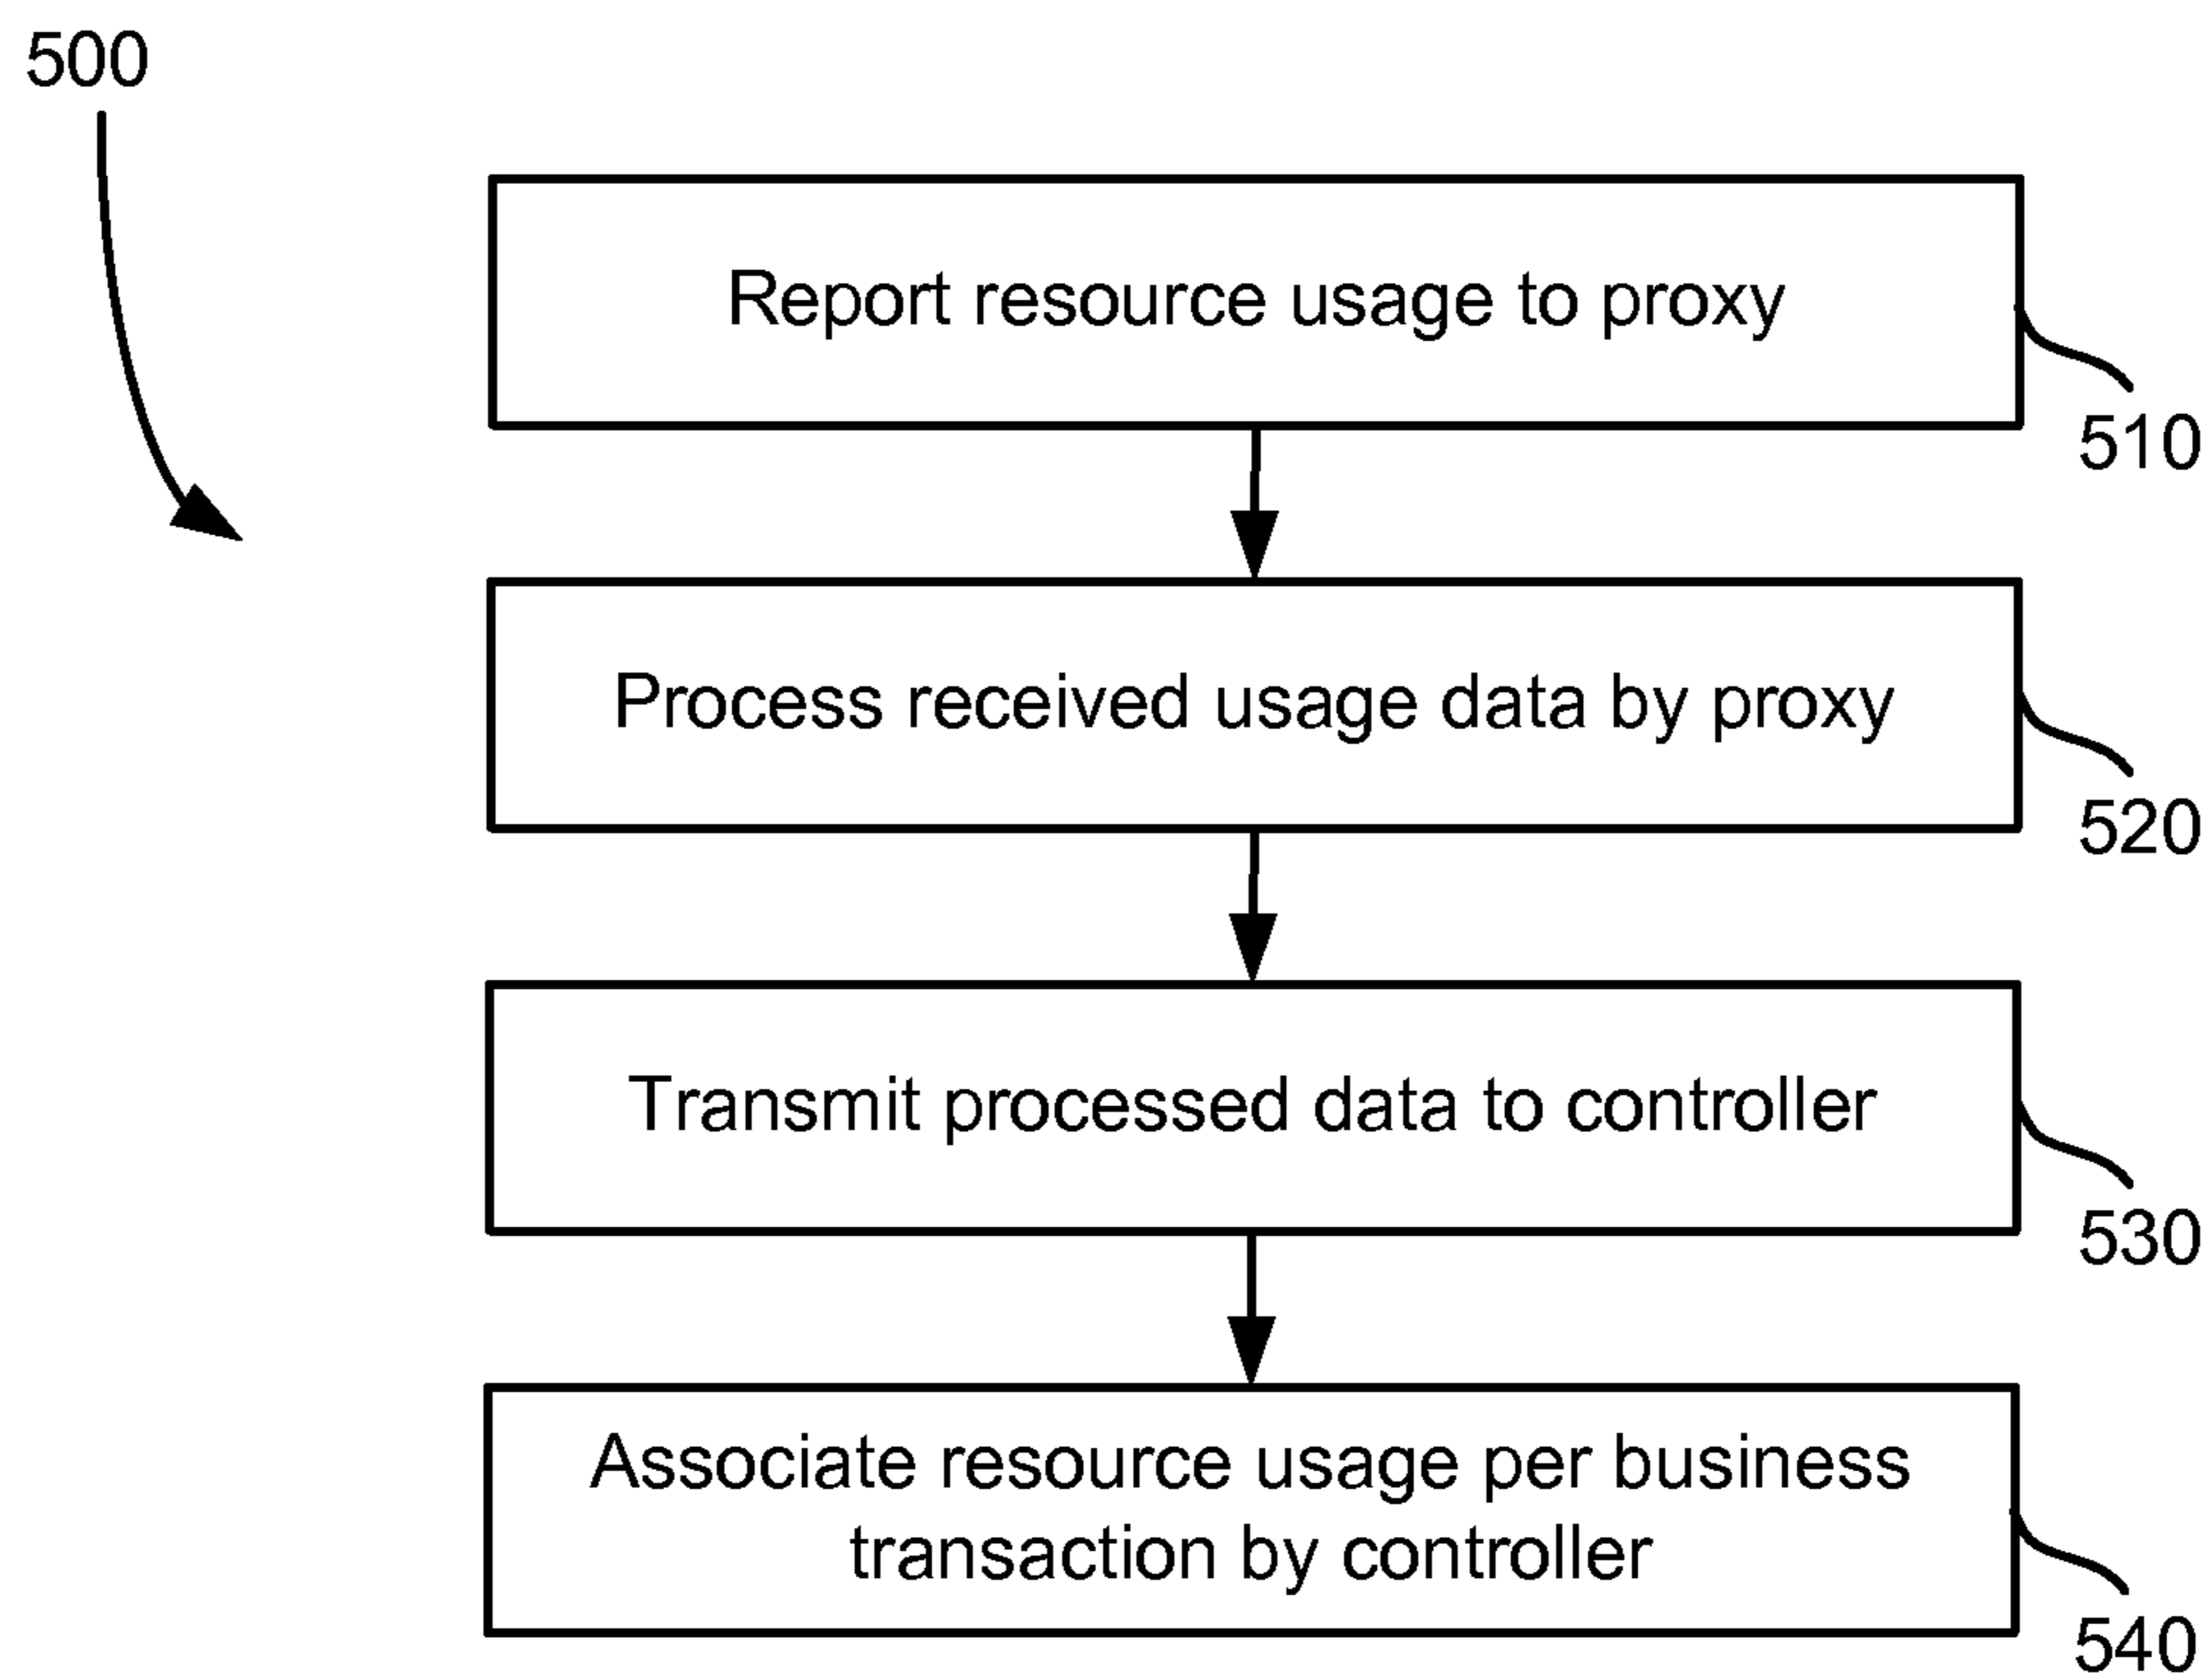 500
Report resource usage to proxy
510
Process received usage data by proxy
520
Transmit processed data to controller
530
Associate resource usage per business
transaction by controller
540